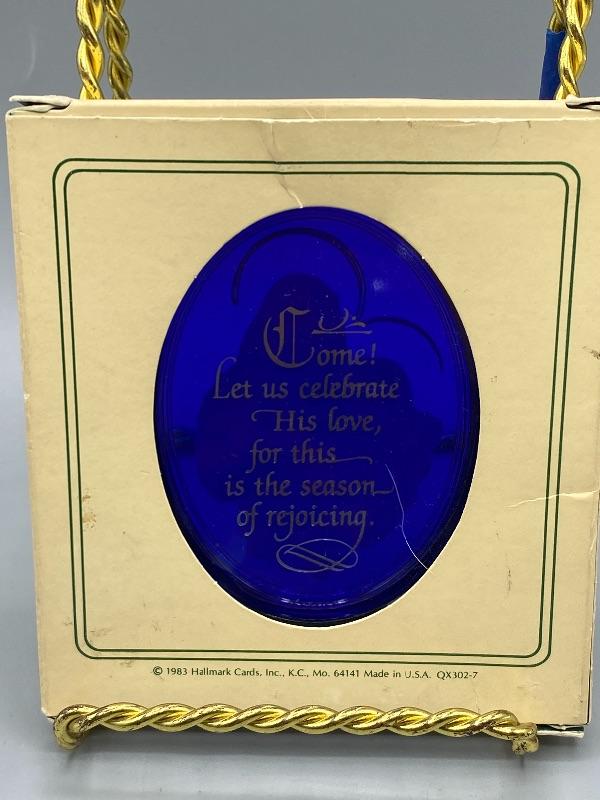 Come!
Let us celebrate
His love,
for this
is the season
of rejoicing.
© 1983 Hallmark Cards, Inc., K.C., Mo. 64141 Made in U.S.A. QX302-7